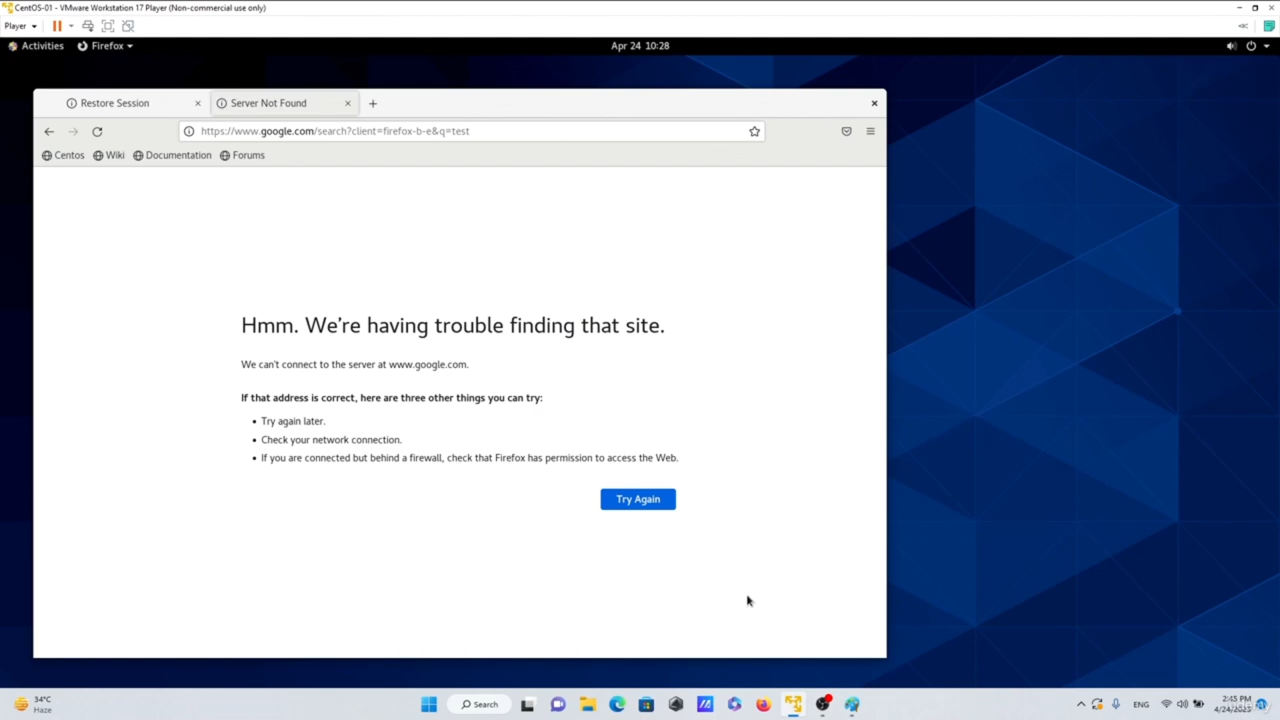 CentOS-01 - VMware Workstation 17 Player (Non-commercial use only)
Player
Activities
Firefox
Apr 24 10:28
Restore Session
Server Not Found
https://www.google.com/search?client=firefox-b-e&q=test
Centos
Wiki
Documentation
Forums
Hmm. We're having trouble finding that site.
We can't connect to the server at www.google.com.
If that address is correct, here are three other things you can try:
• Try again later.
• Check your network connection.
• If you are connected but behind a firewall, check that Firefox has permission to access the Web.
Try Again
34°C
Haze
Search
ENG
2:45 PM